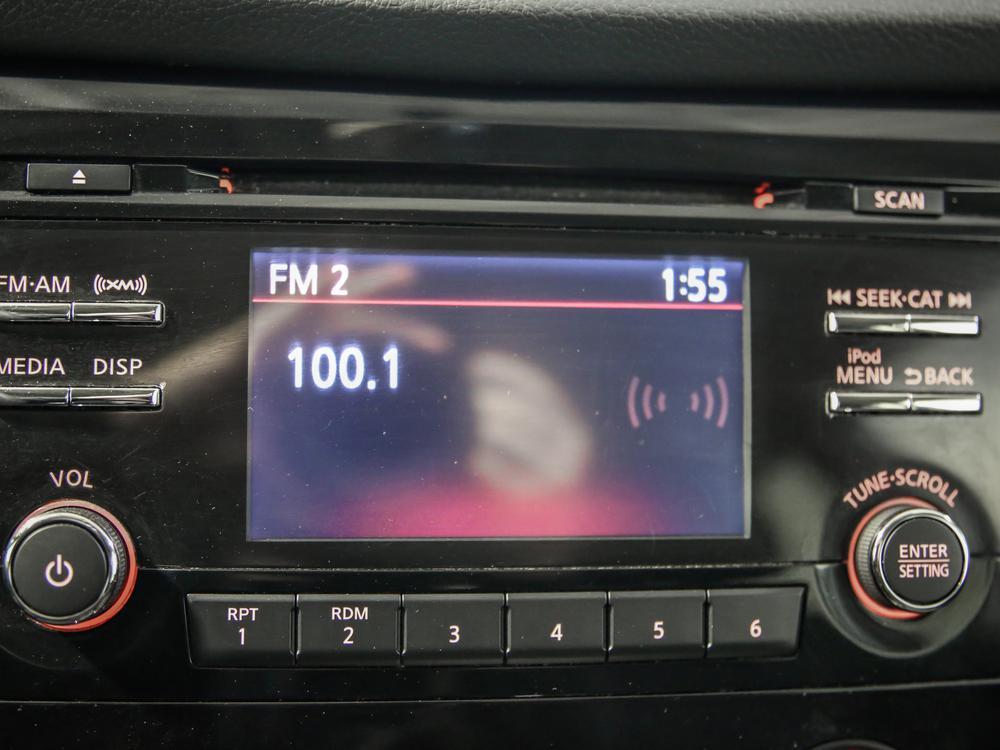 SCAN
FM·AM (((XM)))
FM 2 1:55
SEEK·CAT
100.1
MEDIA DISP
iPod
MENU BACK
VOL
TUNE·SCROLL
ENTER
SETTING
RPT
1
RDM
2
3
4
5
6